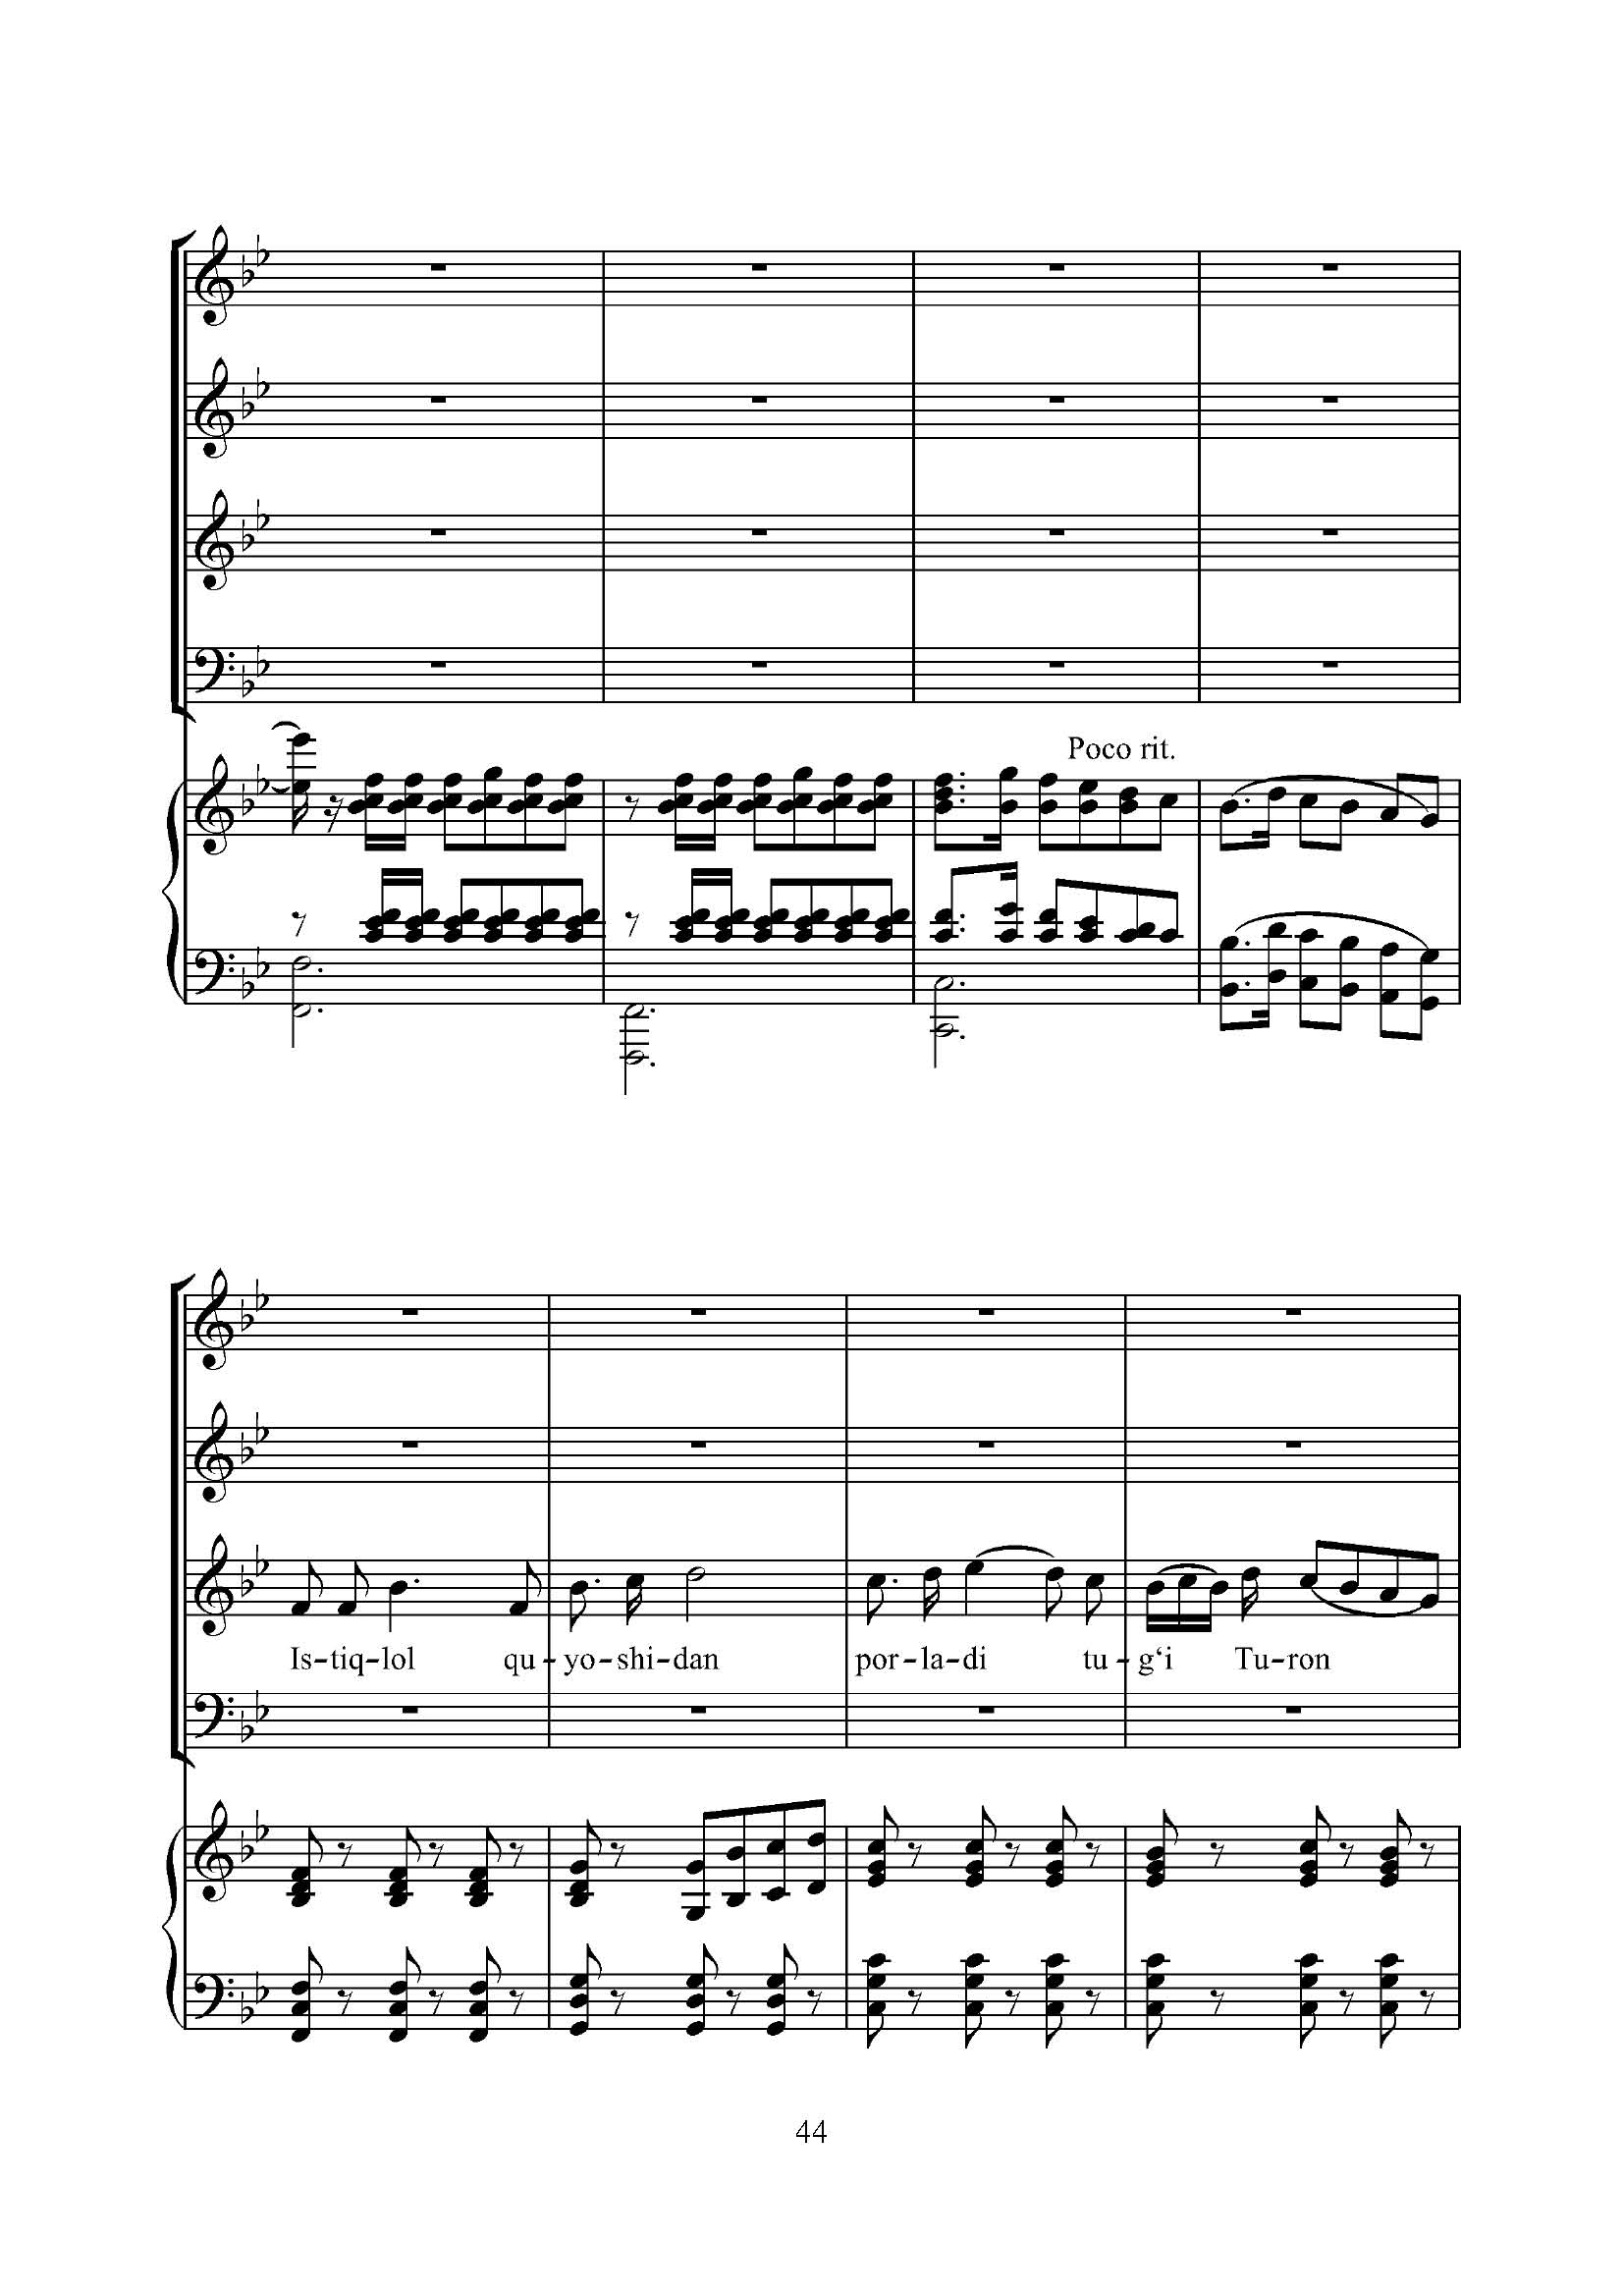 Poco rit.
Is-tiq-lol qu-yo-shi-dan por-la-di tu-g‘i Tu-ron
44